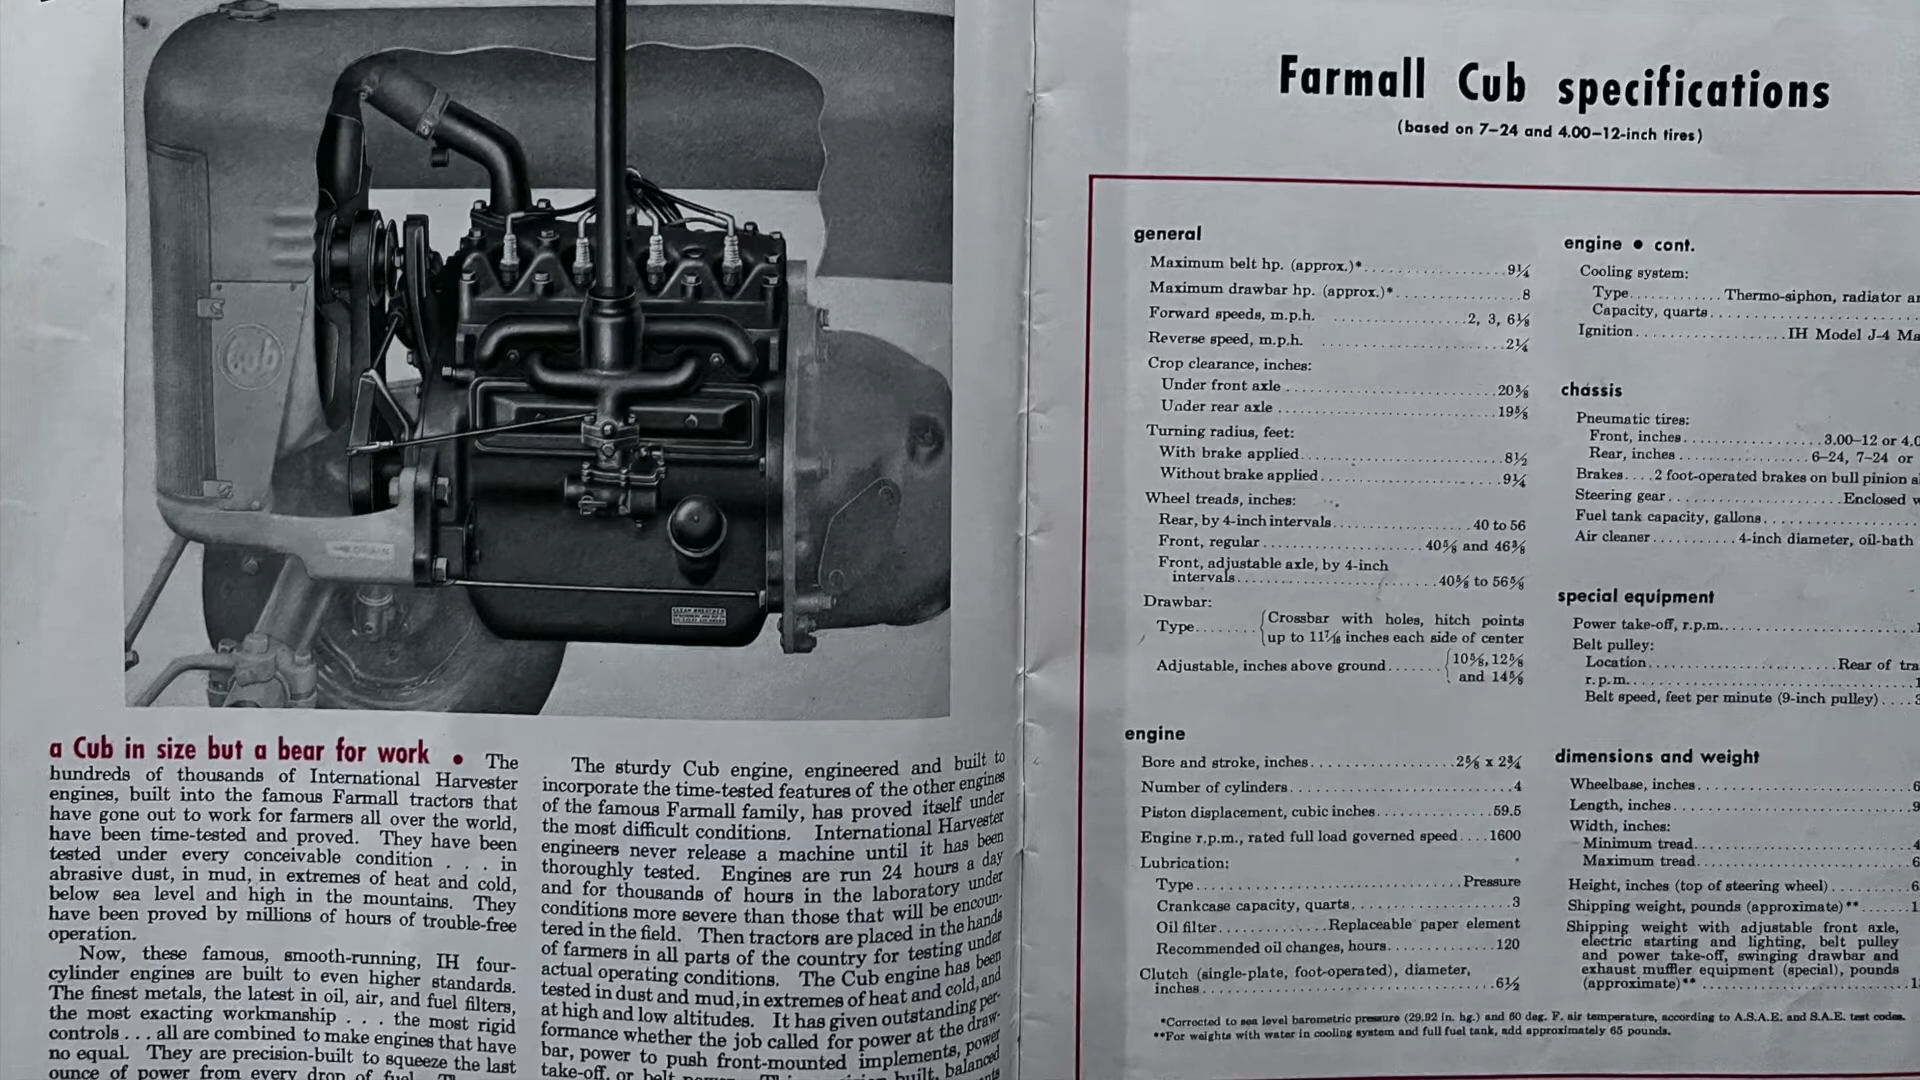 Cub
DRAIN
CLEAN BREATHER
a Cub in size but a bear for work • The
hundreds of thousands of International Harvester
engines, built into the famous Farmall tractors that
have gone out to work for farmers all over the world,
have been time-tested and proved. They have been
tested under every conceivable condition . . . in
abrasive dust, in mud, in extremes of heat and cold,
below sea level and high in the mountains. They
have been proved by millions of hours of trouble-free
operation.
Now, these famous, smooth-running, IH four-
cylinder engines are built to even higher standards.
The finest metals, the latest in oil, air, and fuel filters,
the most exacting workmanship . . . the most rigid
controls . . . all are combined to make engines that have
no equal. They are precision-built to squeeze the last
ounce of power from every drop of fuel.
The sturdy Cub engine, engineered and built to
incorporate the time-tested features of the other engines
of the famous Farmall family, has proved itself under
the most difficult conditions. International Harvester
engineers never release a machine until it has been
thoroughly tested. Engines are run 24 hours a day
and for thousands of hours in the laboratory under
conditions more severe than those that will be encoun-
tered in the field. Then tractors are placed in the hands
of farmers in all parts of the country for testing under
actual operating conditions. The Cub engine has been
tested in dust and mud, in extremes of heat and cold, and
at high and low altitudes. It has given outstanding per-
formance whether the job called for power at the draw-
bar, power to push front-mounted implements, power
take-off, or belt built, balanced
Farmall Cub specifications
(based on 7–24 and 4.00–12-inch tires)
general
Maximum belt hp. (approx.)* 9¼
Maximum drawbar hp. (approx.)* 8
Forward speeds, m.p.h. 2, 3, 6⅛
Reverse speed, m.p.h. 2¼
Crop clearance, inches:
Under front axle 20⅜
Under rear axle 19⅝
Turning radius, feet:
With brake applied 8½
Without brake applied 9¼
Wheel treads, inches:
Rear, by 4-inch intervals 40 to 56
Front, regular 40⅝ and 46⅜
Front, adjustable axle, by 4-inch
intervals 40⅝ to 56⅝
Drawbar:
Type Crossbar with holes, hitch points
up to 11⁷⁄₁₆ inches each side of center
Adjustable, inches above ground 10⅝, 12⅝
and 14⅝
engine
Bore and stroke, inches 2⅝ x 2¾
Number of cylinders 4
Piston displacement, cubic inches 59.5
Engine r.p.m., rated full load governed speed 1600
Lubrication:
Type Pressure
Crankcase capacity, quarts 3
Oil filter Replaceable paper element
Recommended oil changes, hours 120
Clutch (single-plate, foot-operated), diameter,
inches 6½
engine • cont.
Cooling system:
Type Thermo-siphon, radiator
Capacity, quarts
Ignition IH Model J-4
chassis
Pneumatic tires:
Front, inches 3.00–12 or
Rear, inches 6–24, 7–24 or
Brakes 2 foot-operated brakes on bull pinion
Steering gear Enclosed
Fuel tank capacity, gallons
Air cleaner 4-inch diameter, oil-bath
special equipment
Power take-off, r.p.m.
Belt pulley:
Location Rear of
r.p.m.
Belt speed, feet per minute (9-inch pulley)
dimensions and weight
Wheelbase, inches
Length, inches
Width, inches:
Minimum tread
Maximum tread
Height, inches (top of steering wheel)
Shipping weight, pounds (approximate)**
Shipping weight with adjustable front axle,
electric starting and lighting, belt pulley
and power take-off, swinging drawbar and
exhaust muffler equipment (special), pounds
(approximate)**
*Corrected to sea level barometric pressure (29.92 in. hg.) and 60 deg. F. air temperature, according to A.S.A.E. and S.A.E. test codes.
**For weights with water in cooling system and full fuel tank, add approximately 65 pounds.